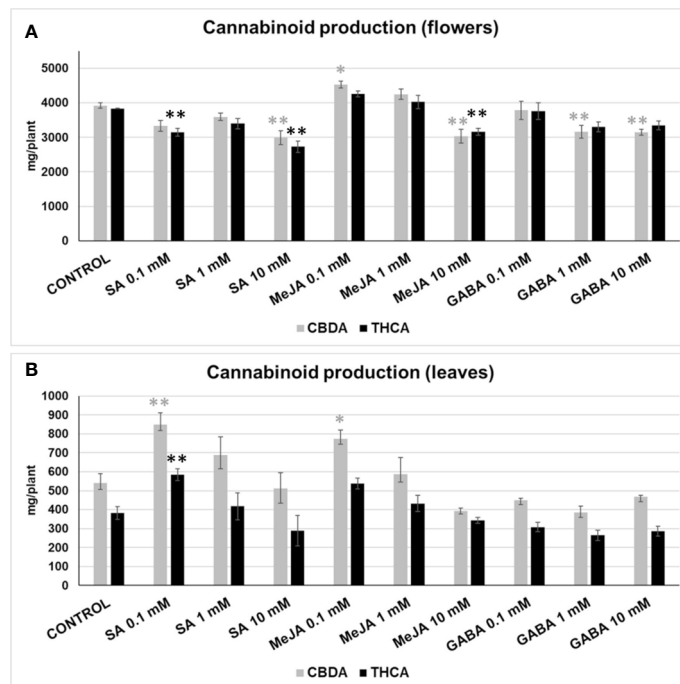 A
Cannabinoid production (flowers)
mg/plant
5000
4000
3000
2000
1000
0
**
**
**
*
**
**
**
**
CONTROL
SA 0.1 mM
SA 1 mM
SA 10 mM
MeJA 0.1 mM
MeJA 1 mM
MeJA 10 mM
GABA 0.1 mM
GABA 1 mM
GABA 10 mM
CBDA THCA
B
Cannabinoid production (leaves)
mg/plant
1000
900
800
700
600
500
400
300
200
100
0
**
**
*
CONTROL
SA 0.1 mM
SA 1 mM
SA 10 mM
MeJA 0.1 mM
MeJA 1 mM
MeJA 10 mM
GABA 0.1 mM
GABA 1 mM
GABA 10 mM
CBDA THCA